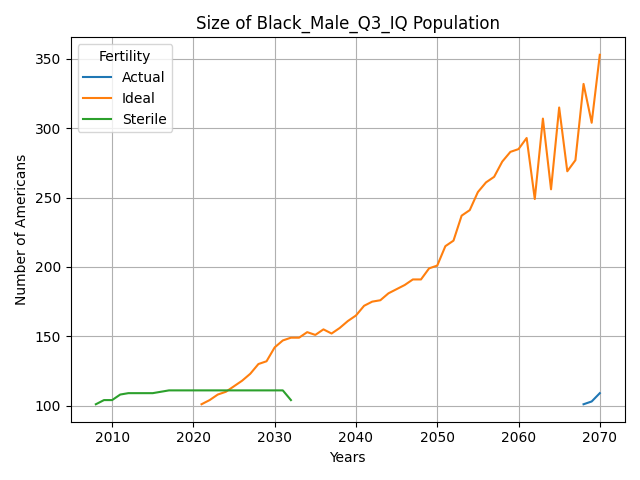 Size of Black_Male_Q3_IQ Population
Fertility
Actual
Ideal
Sterile
Number of Americans
350
300
250
200
150
100
2010 2020 2030 2040 2050 2060 2070
Years